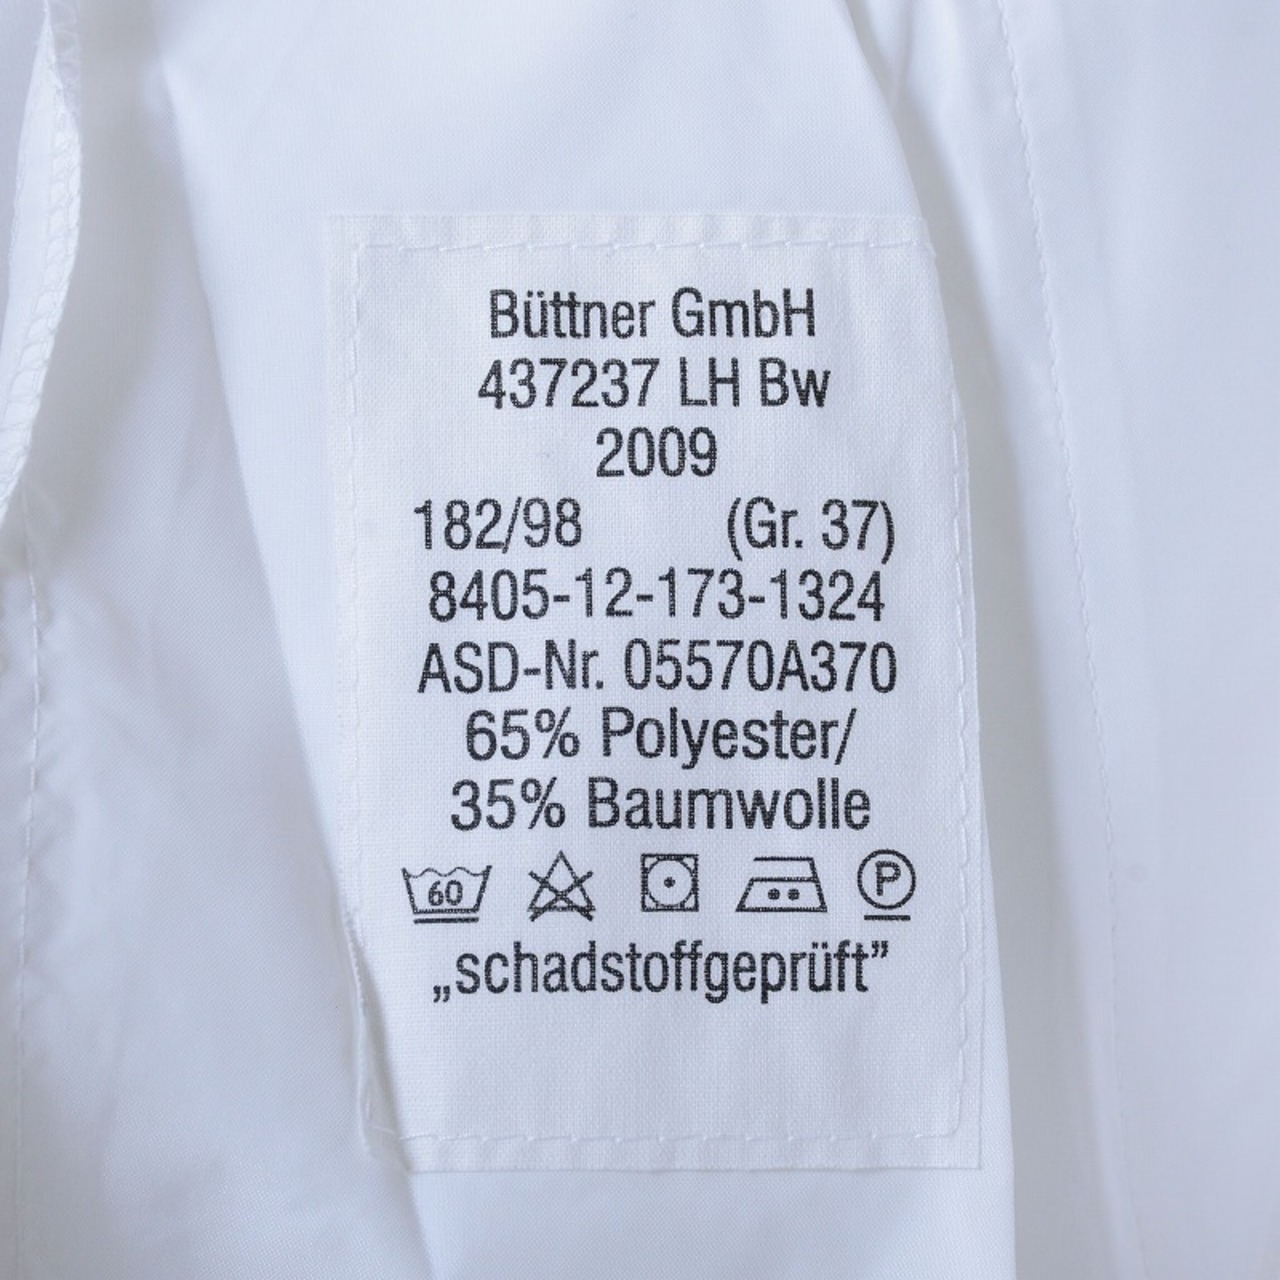 Büttner GmbH
437237 LH Bw
2009
182/98 (Gr. 37)
8405-12-173-1324
ASD-Nr. 05570A370
65% Polyester/
35% Baumwolle
60 P
„schadstoffgeprüft”